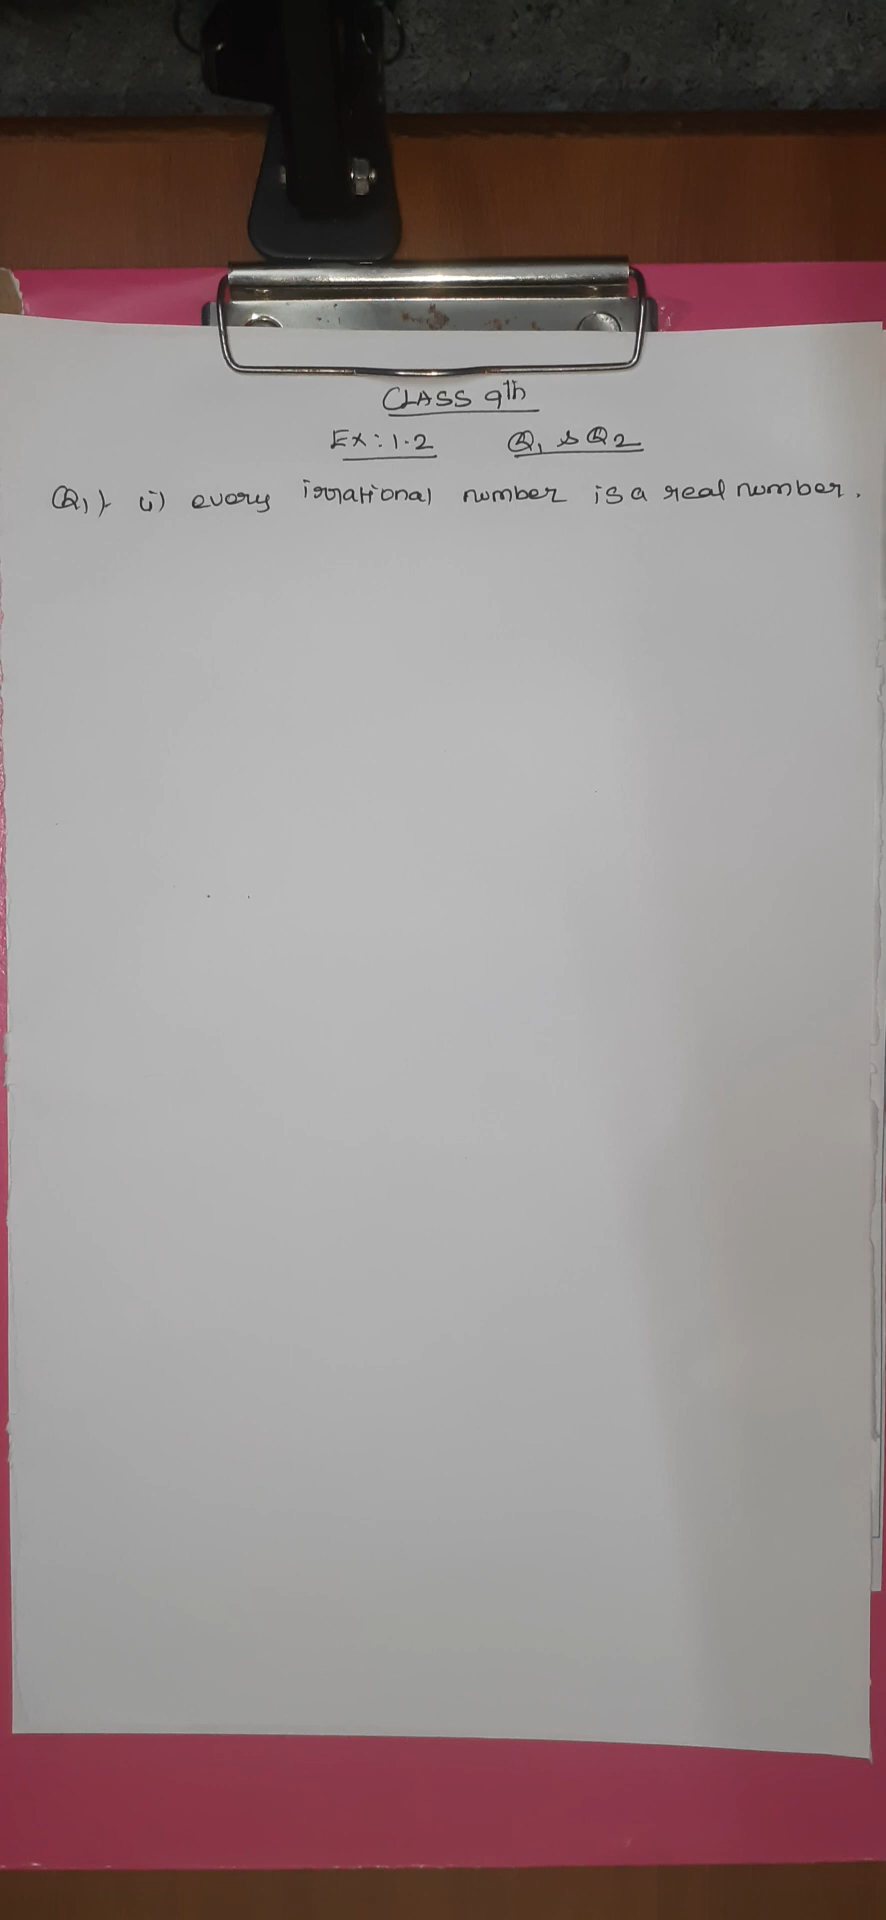 CLASS 9th
Ex: 1.2 Q1 & Q2
Q1) (i) every irrational number is a real number.